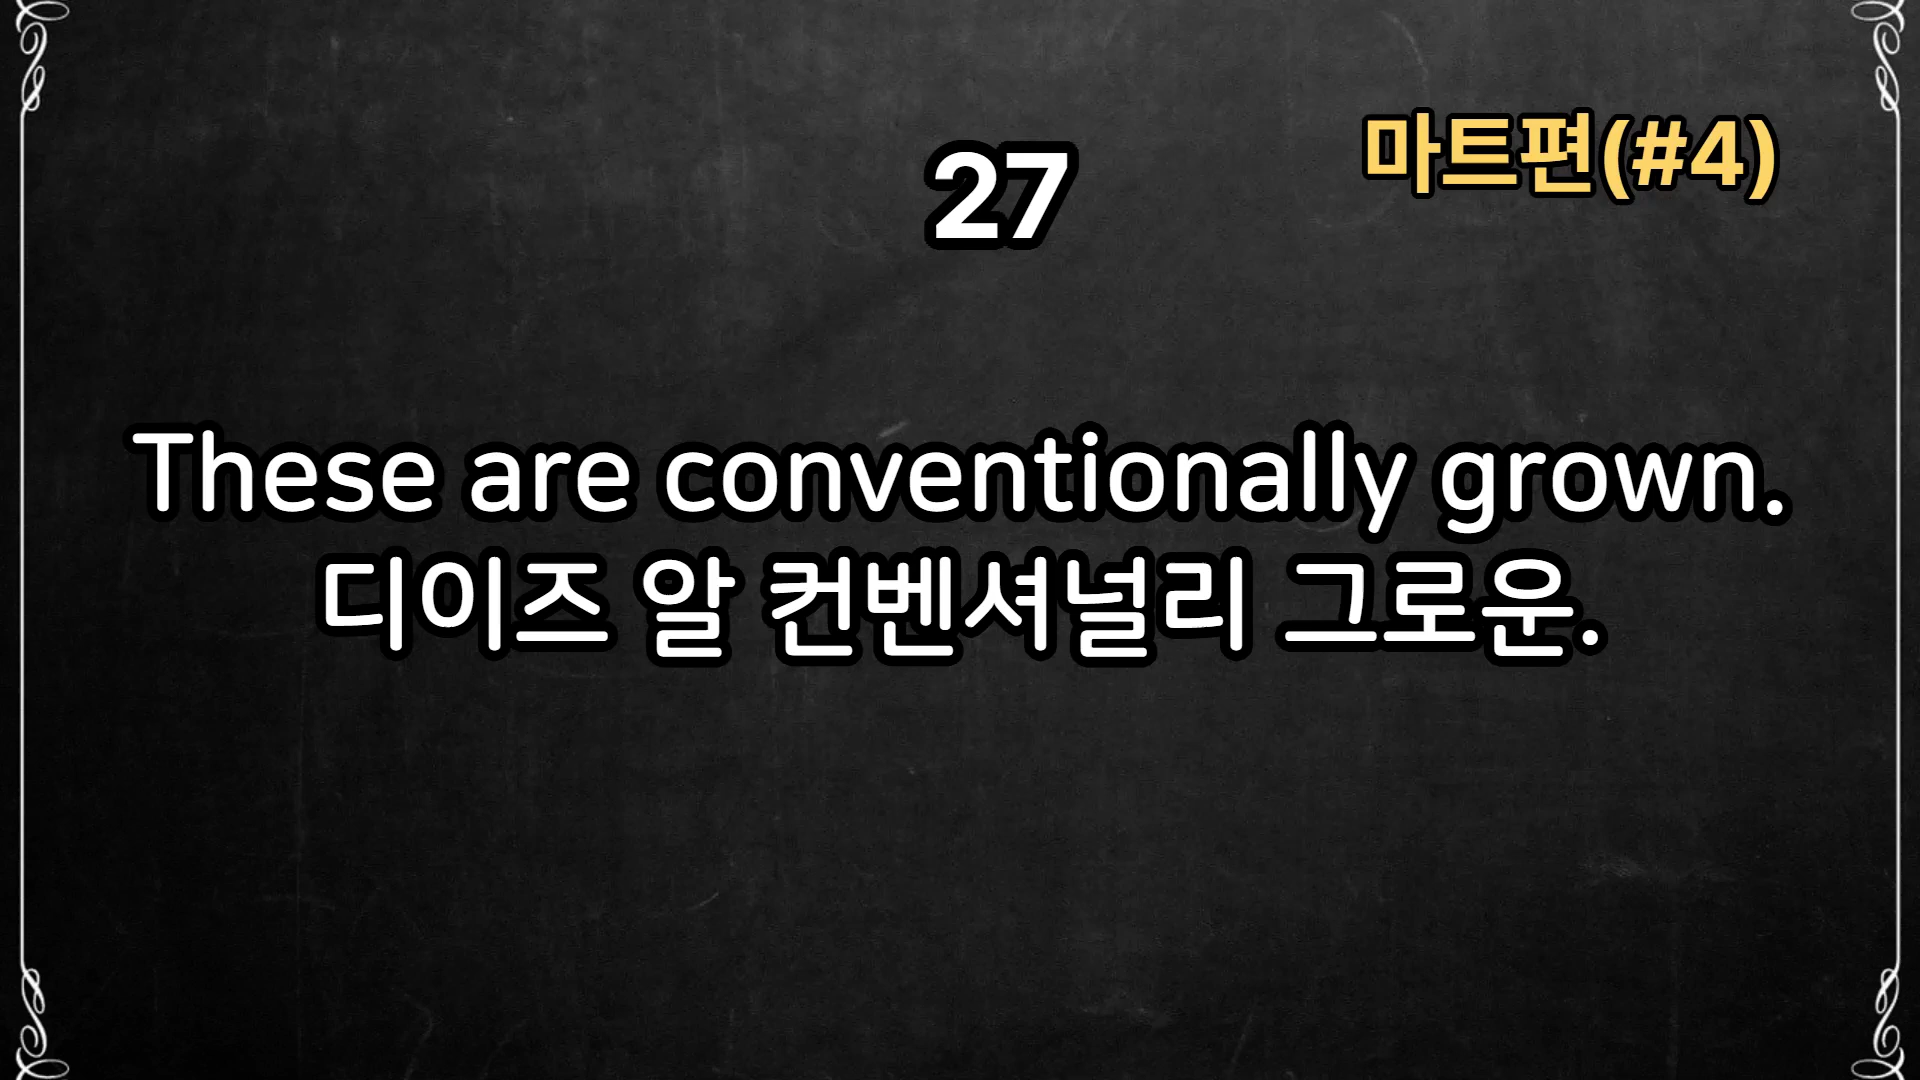 27
마트편(#4)
These are conventionally grown.
디이즈 알 컨벤셔널리 그로운.